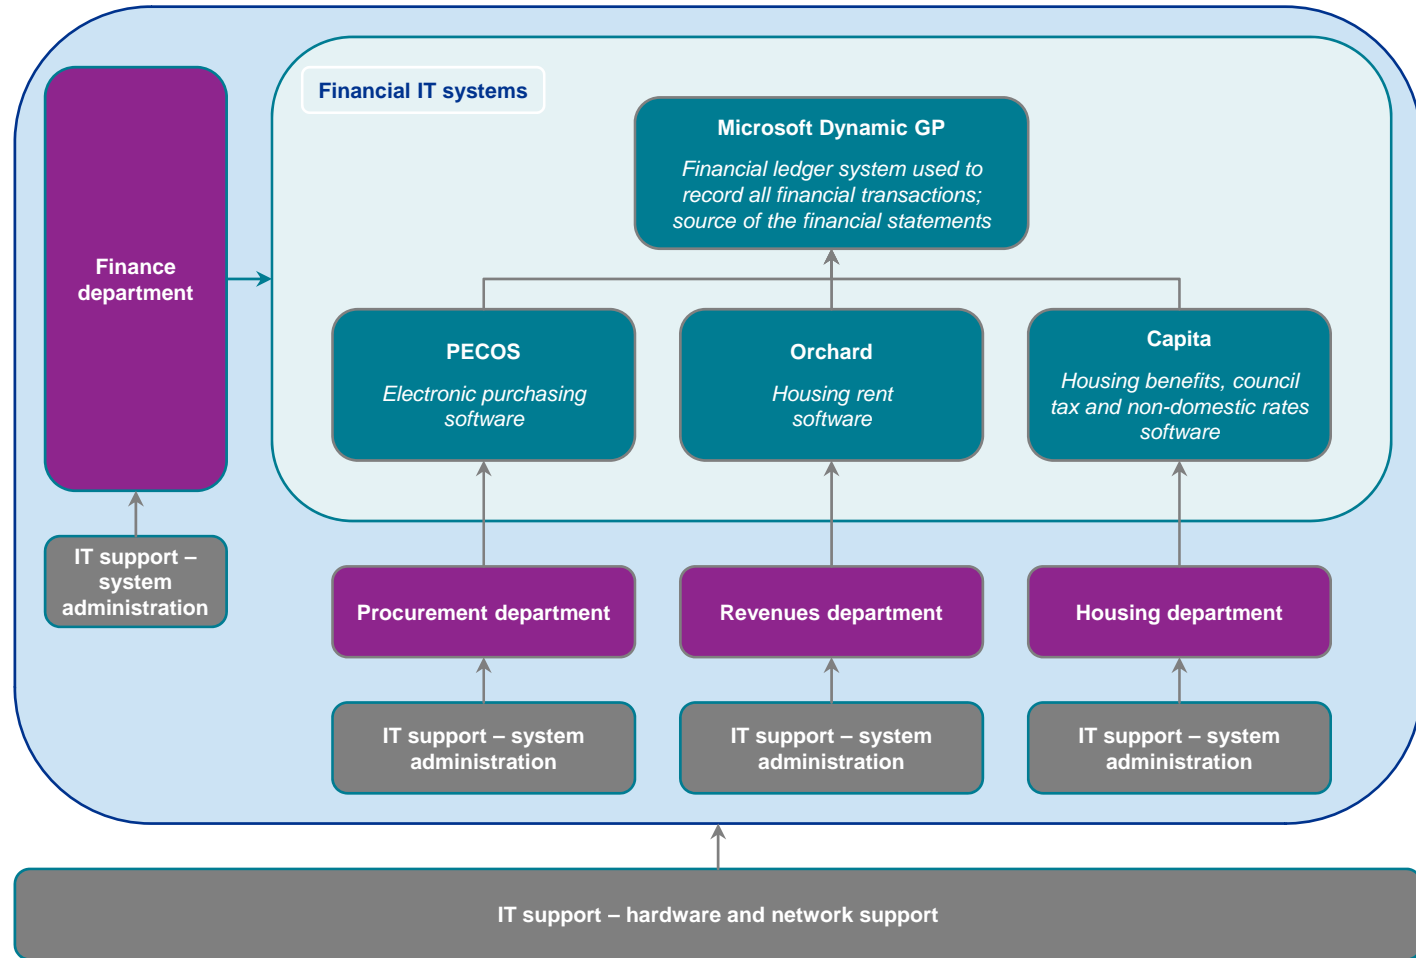 Financial IT systems
Microsoft Dynamic GP
Financial ledger system used to
record all financial transactions;
source of the financial statements
Finance
department
PECOS
Electronic purchasing
software
Orchard
Housing rent
software
Capita
Housing benefits, council
tax and non-domestic rates
software
IT support –
system
administration
Procurement department
Revenues department
Housing department
IT support – system
administration
IT support – system
administration
IT support – system
administration
IT support – hardware and network support